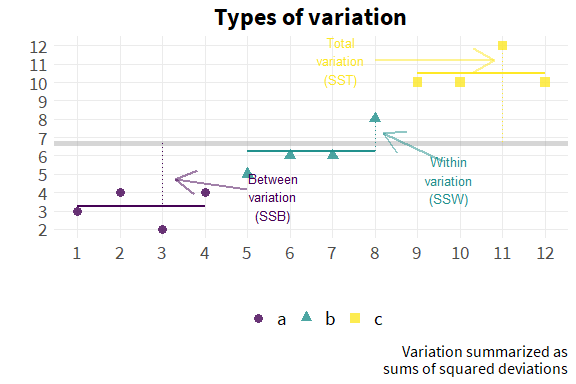 Types of variation
12
11
10
9
8
7
6
5
4
3
2
Total
variation
(SST)
Within
variation
(SSW)
Between
variation
(SSB)
1 2 3 4 5 6 7 8 9 10 11 12
a b c
Variation summarized as
sums of squared deviations